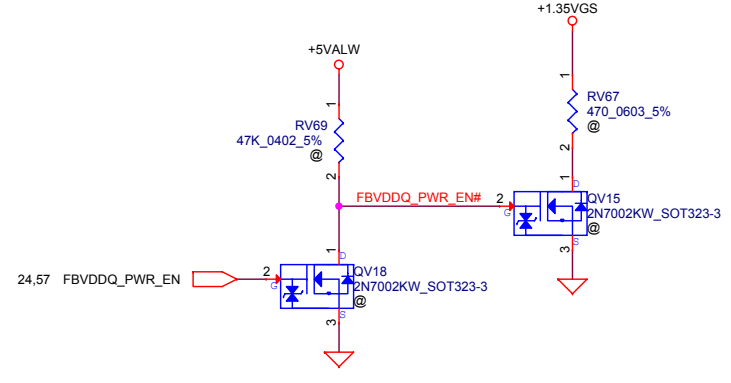 +1.35VGS
+5VALW
1
RV67
470_0603_5%
@
2
1
RV69
47K_0402_5%
@
2
FBVDDQ_PWR_EN#
2
G
1
D
QV15
2N7002KW_SOT323-3
@
S
3
24,57 FBVDDQ_PWR_EN
2
G
1
D
QV18
2N7002KW_SOT323-3
@
S
3